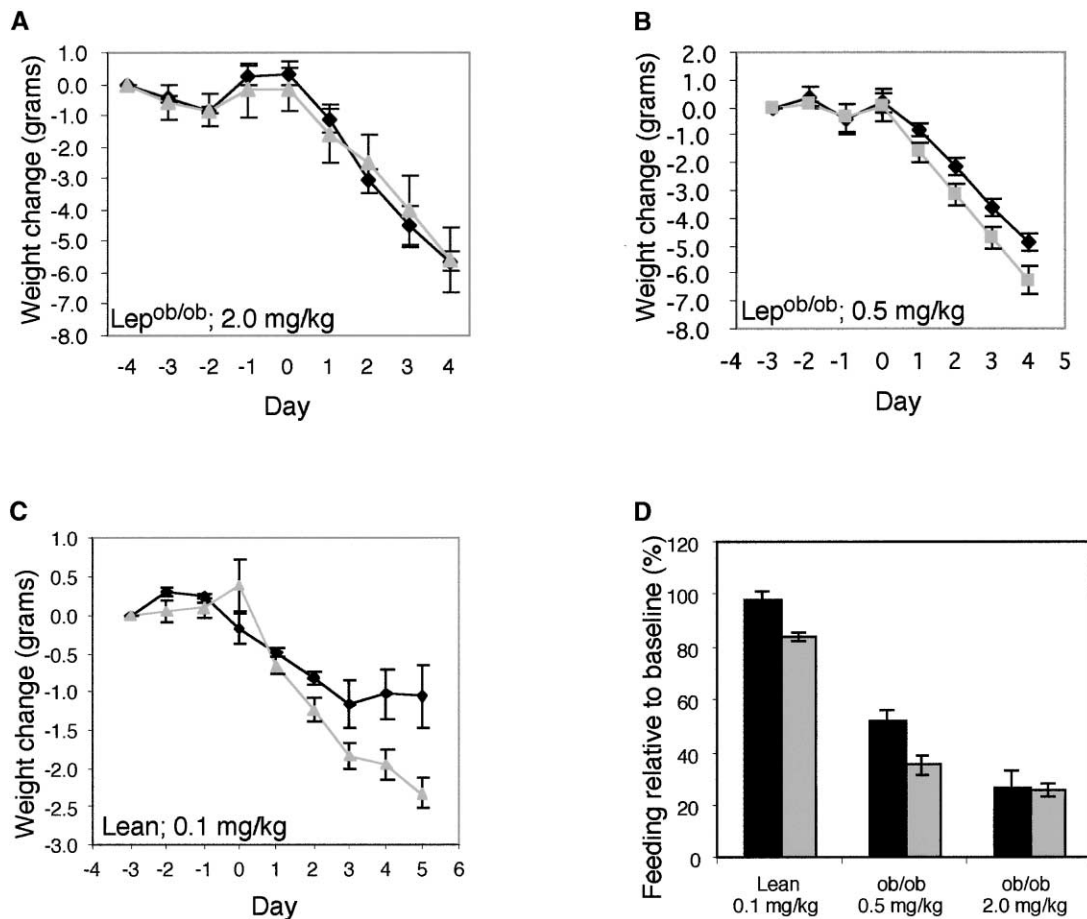 A
Weight change (grams)
1.0
0.0
-1.0
-2.0
-3.0
-4.0
-5.0
-6.0
-7.0
-8.0
Lep^ob/ob; 2.0 mg/kg
-4 -3 -2 -1 0 1 2 3 4
Day
B
Weight change (grams)
2.0
1.0
0.0
-1.0
-2.0
-3.0
-4.0
-5.0
-6.0
-7.0
-8.0
Lep^ob/ob; 0.5 mg/kg
-4 -3 -2 -1 0 1 2 3 4 5
Day
C
Weight change (grams)
1.0
0.5
0.0
-0.5
-1.0
-1.5
-2.0
-2.5
-3.0
Lean; 0.1 mg/kg
-4 -3 -2 -1 0 1 2 3 4 5 6
Day
D
Feeding relative to baseline (%)
120
100
80
60
40
20
0
Lean ob/ob ob/ob
0.1 mg/kg 0.5 mg/kg 2.0 mg/kg